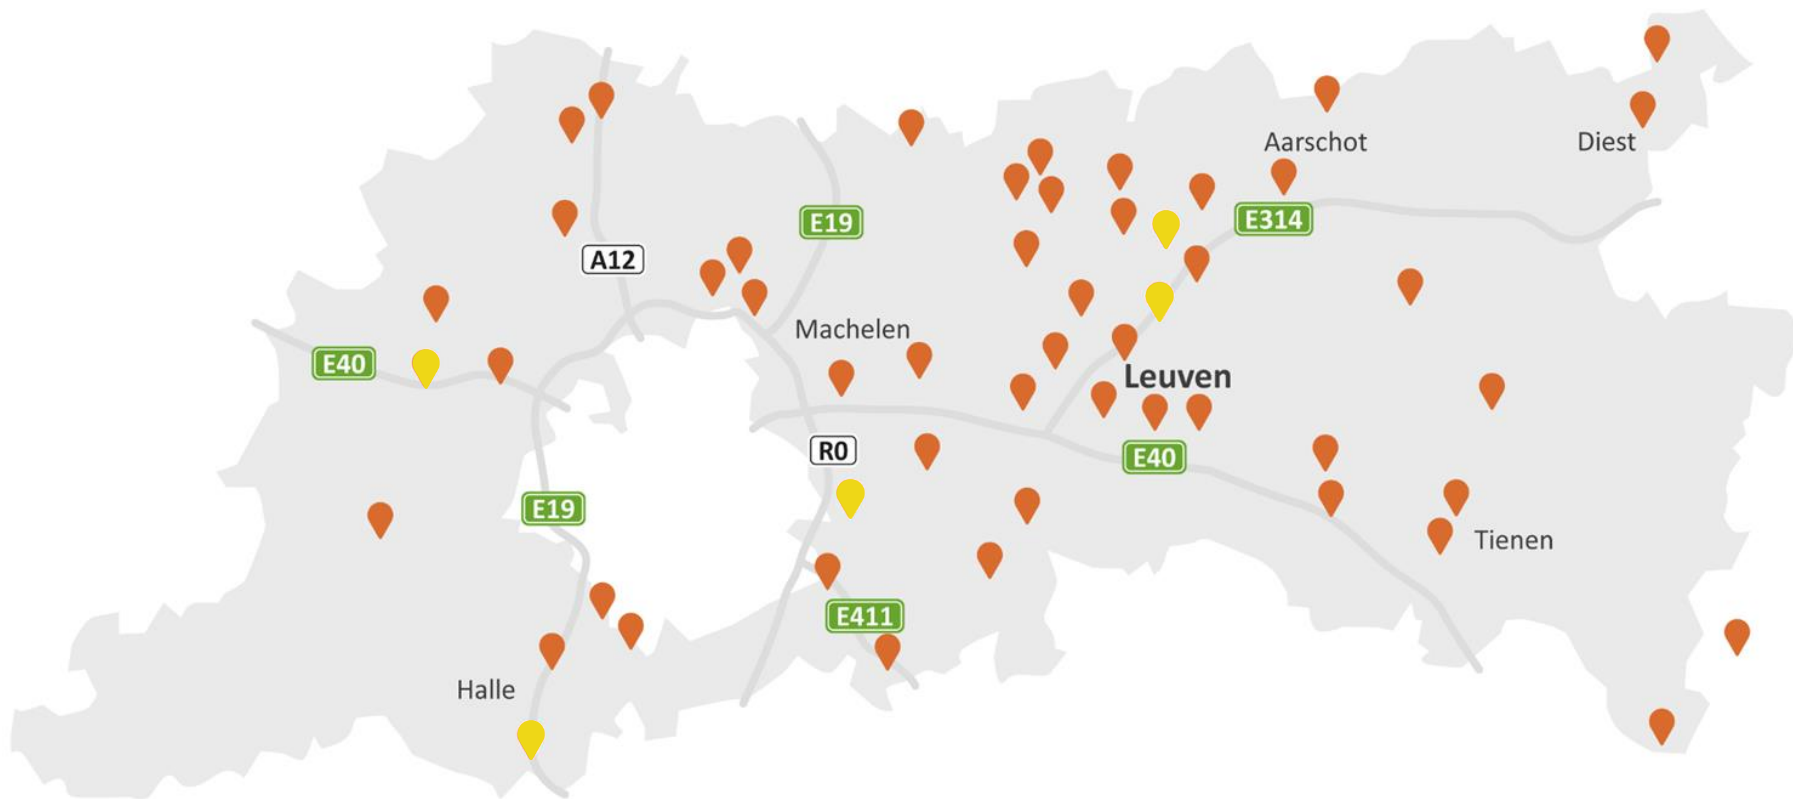 Aarschot
Diest
E19
E314
A12
Machelen
E40
Leuven
R0
E40
E19
Tienen
E411
Halle